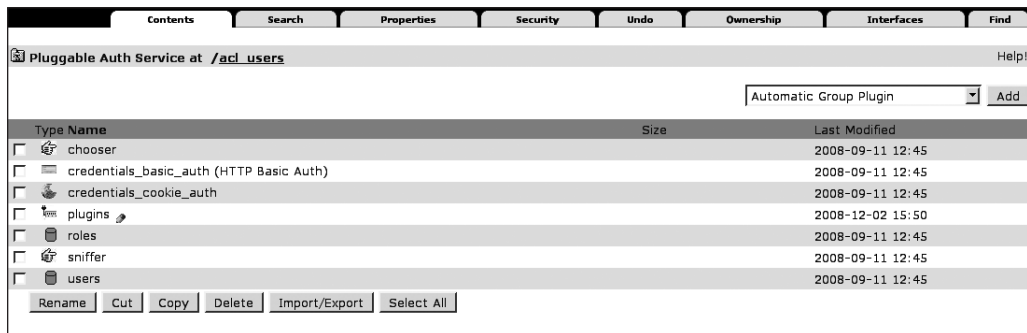 Contents Search Properties Security Undo Ownership Interfaces Find
Pluggable Auth Service at /acl_users Help!
Automatic Group Plugin Add
Type Name Size Last Modified
chooser 2008-09-11 12:45
credentials_basic_auth (HTTP Basic Auth) 2008-09-11 12:45
credentials_cookie_auth 2008-09-11 12:45
plugins 2008-12-02 15:50
roles 2008-09-11 12:45
sniffer 2008-09-11 12:45
users 2008-09-11 12:45
Rename Cut Copy Delete Import/Export Select All